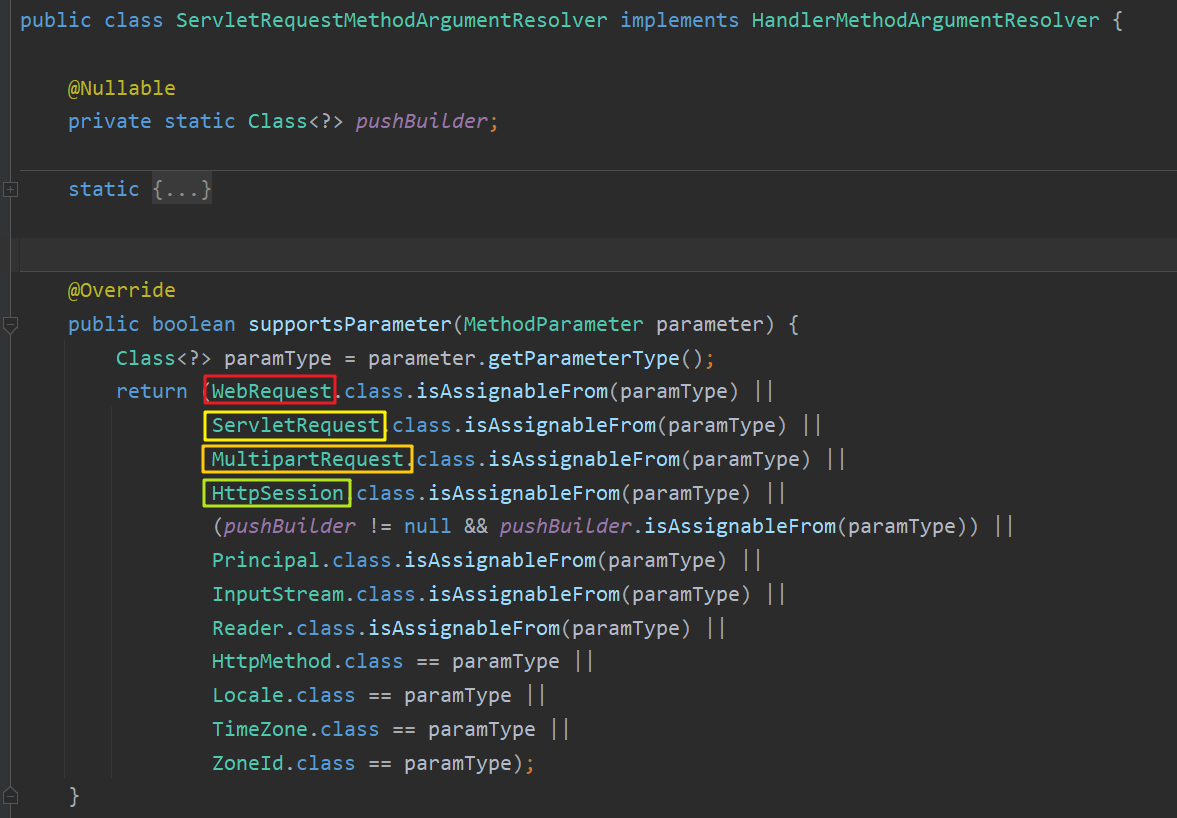 public class ServletRequestMethodArgumentResolver implements HandlerMethodArgumentResolver {
@Nullable
private static Class<?> pushBuilder;
static {...}
@Override
public boolean supportsParameter(MethodParameter parameter) {
Class<?> paramType = parameter.getParameterType();
return (WebRequest.class.isAssignableFrom(paramType) ||
ServletRequest.class.isAssignableFrom(paramType) ||
MultipartRequest.class.isAssignableFrom(paramType) ||
HttpSession.class.isAssignableFrom(paramType) ||
(pushBuilder != null && pushBuilder.isAssignableFrom(paramType)) ||
Principal.class.isAssignableFrom(paramType) ||
InputStream.class.isAssignableFrom(paramType) ||
Reader.class.isAssignableFrom(paramType) ||
HttpMethod.class == paramType ||
Locale.class == paramType ||
TimeZone.class == paramType ||
ZoneId.class == paramType);
}